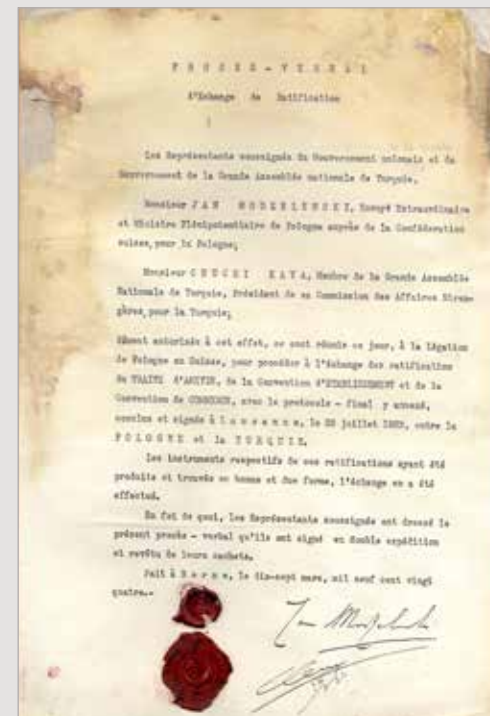 PROCES-VERBAL
d'Echange de Ratification
Les Représentants soussignés du Gouvernement polonais et du
Gouvernement de la Grande Assemblée nationale de Turquie,
Monsieur JAN MODZELEWSKI, Envoyé Extraordinaire
et Ministre Plénipotentiaire de Pologne auprès de la Confédération
suisse, pour la Pologne;
Monsieur CHUCRI KAYA, Membre de la Grande Assemblée
Nationale de Turquie, Président de sa Commission des Affaires Etran-
gères, pour la Turquie;
dûment autorisés à cet effet, se sont réunis ce jour, à la Légation
de Pologne en Suisse, pour procéder à l'échange des ratifications
du TRAITE d'AMITIE, de la Convention d'ETABLISSEMENT et de la
Convention de COMMERCE, avec le protocole - final y annexé,
conclus et signés à Lausanne, le 23 juillet 1923, entre la
POLOGNE et la TURQUIE.
Les instruments respectifs de ces ratifications ayant été
produits et trouvés en bonne et due forme, l'échange en a été
effectué.
En foi de quoi, les Représentants soussignés ont dressé le
présent procès - verbal qu'ils ont signé en double expédition
et revêtu de leurs cachets.
Fait à Berne, le dix-sept mars, mil neuf cent vingt
quatre.-